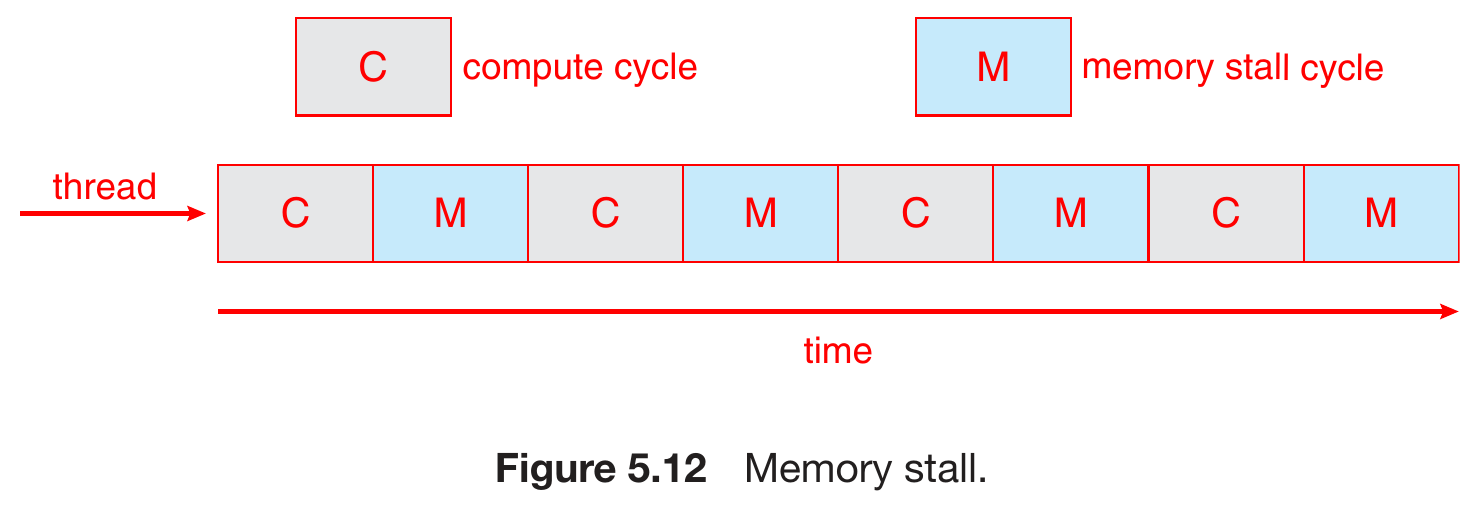 C compute cycle M memory stall cycle
thread
C M C M C M C M
time
Figure 5.12 Memory stall.